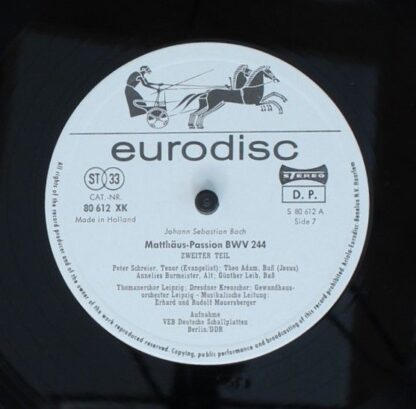 eurodisc
ST 33
CAT.-NR.
80 612 XK
Made in Holland
STEREO
D. P.
S 80 612 A
Side 7
Johann Sebastian Bach
Matthäus-Passion BWV 244
ZWEITER TEIL
Peter Schreier, Tenor (Evangelist); Theo Adam, Baß (Jesus)
Annelies Burmeister, Alt; Günther Leib, Baß
Thomanerchor Leipzig; Dresdner Kreuzchor; Gewandhaus-
orchester Leipzig - Musikalische Leitung:
Erhard und Rudolf Mauersberger
Aufnahme
VEB Deutsche Schallplatten
Berlin/DDR
All rights of the record producer and of the owner of the work reproduced reserved. Copying, public performance and broadcasting of this record prohibited! Ariola-Eurodisc Benelux N.V. Haarlem